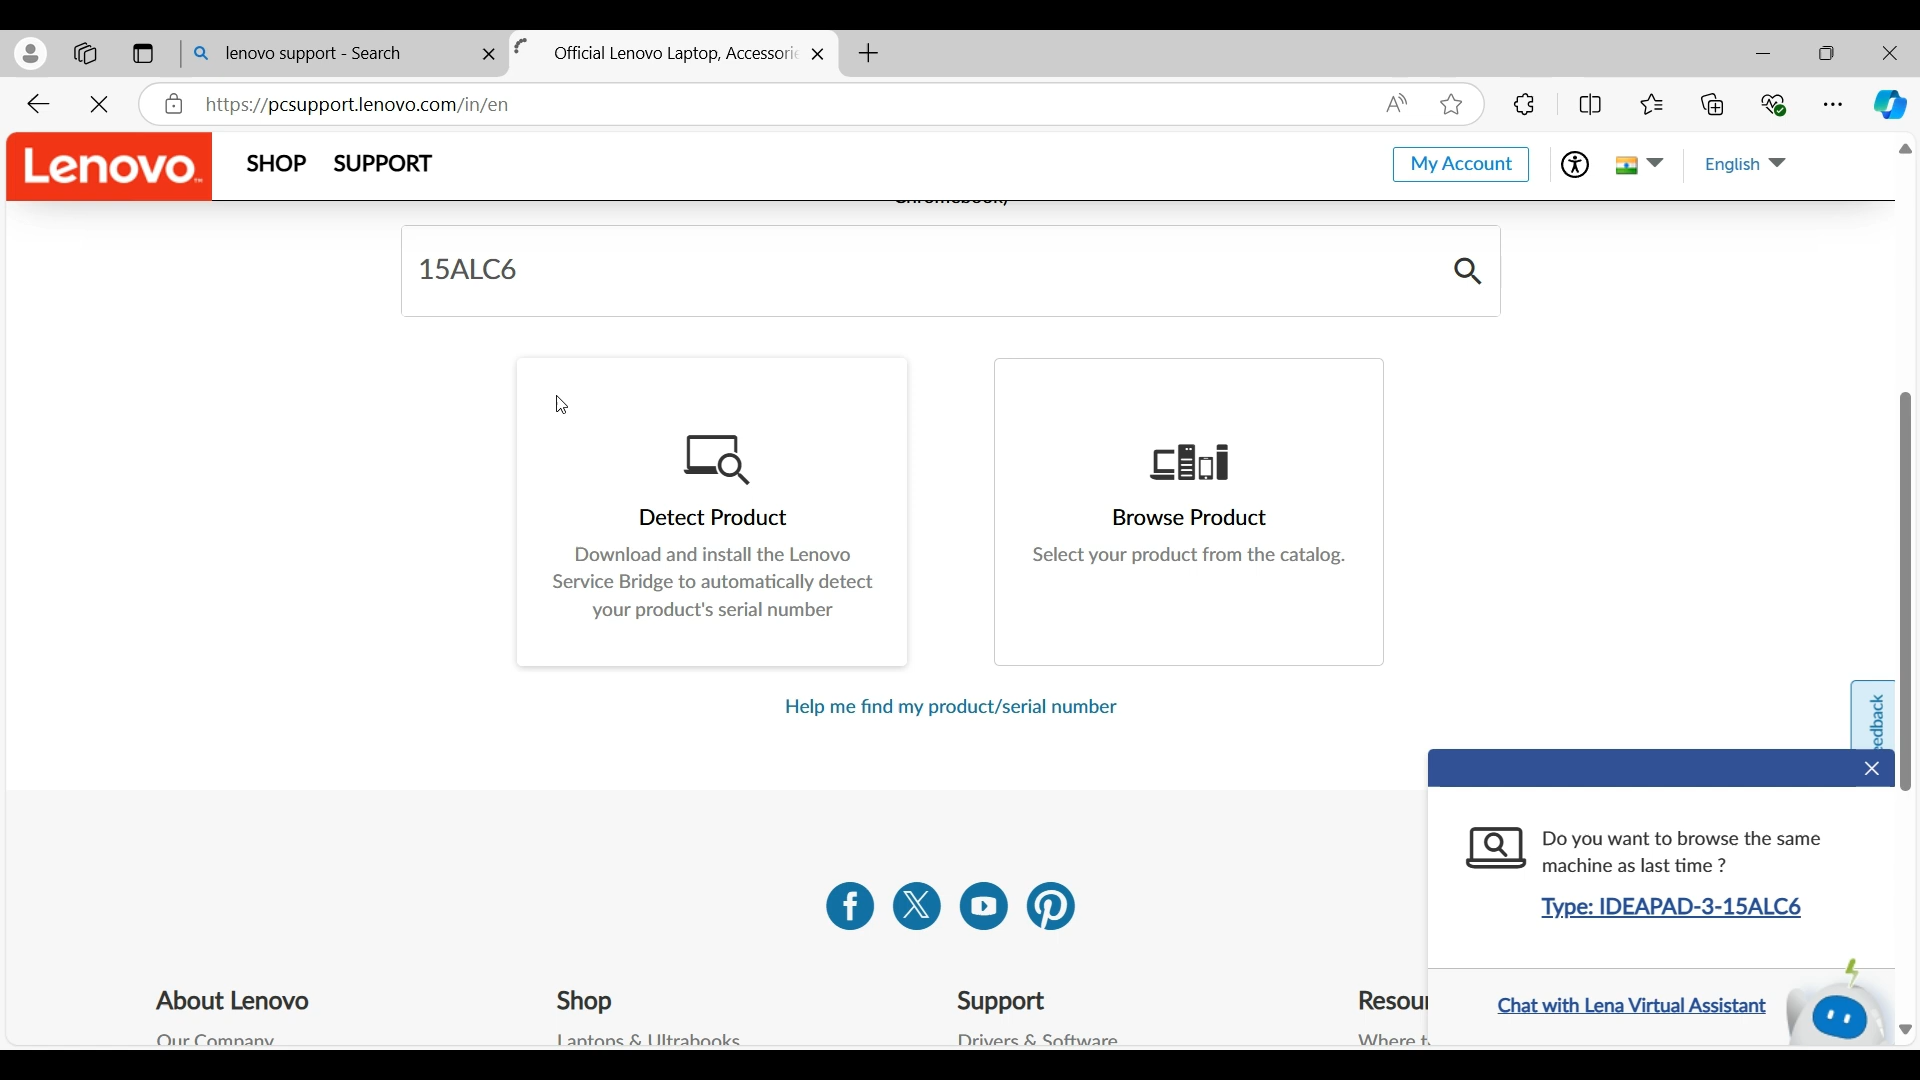 lenovo support - Search
Official Lenovo Laptop, Accessorie
https://pcsupport.lenovo.com/in/en
Lenovo
SHOP SUPPORT
My Account
English
15ALC6
Detect Product
Download and install the Lenovo
Service Bridge to automatically detect
your product's serial number
Browse Product
Select your product from the catalog.
Help me find my product/serial number
edback
Do you want to browse the same
machine as last time ?
Type: IDEAPAD-3-15ALC6
Chat with Lena Virtual Assistant
About Lenovo
Our Company
Shop
Laptops & Ultrabooks
Support
Drivers & Software
Resour
Where t